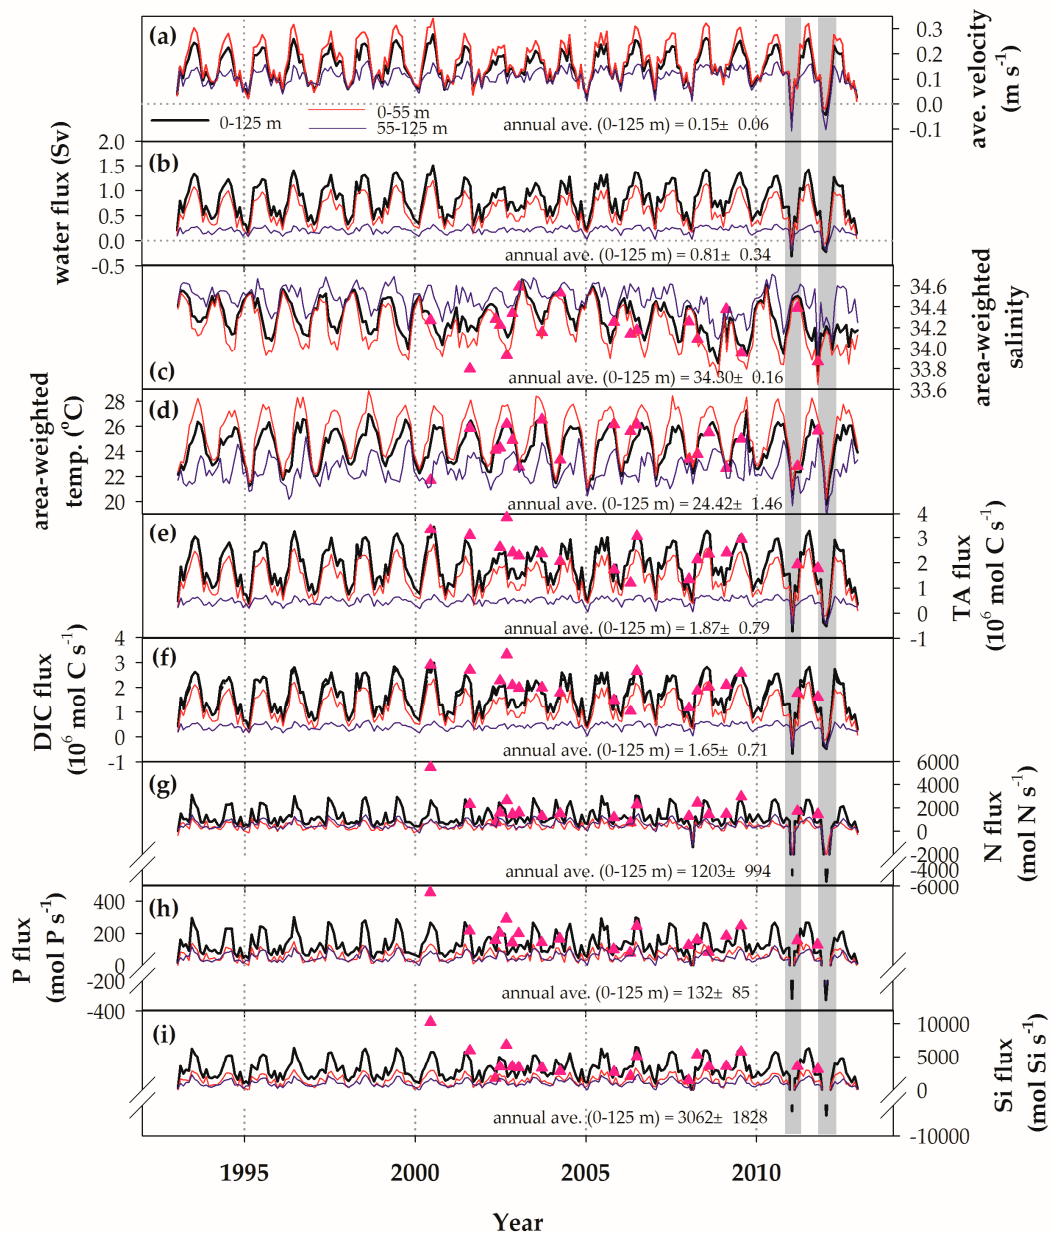 (a)
0.3
0.2
0.1
0.0
-0.1
ave. velocity
(m s-1)
0-125 m
0-55 m
55-125 m
annual ave. (0-125 m) = 0.15± 0.06
water flux (Sv)
2.0
1.5
1.0
0.5
0.0
-0.5
(b)
annual ave. (0-125 m) = 0.81± 0.34
(c)
34.6
34.4
34.2
34.0
33.8
33.6
area-weighted
salinity
annual ave. (0-125 m) = 34.30± 0.16
area-weighted
temp. (oC)
28
26
24
22
20
(d)
annual ave. (0-125 m) = 24.42± 1.46
(e)
4
3
2
1
0
-1
TA flux
(106 mol C s-1)
annual ave. (0-125 m) = 1.87± 0.79
DIC flux
(106 mol C s-1)
4
3
2
1
0
-1
(f)
annual ave. (0-125 m) = 1.65± 0.71
(g)
6000
4000
2000
0
-2000
-4000
-6000
N flux
(mol N s-1)
annual ave. (0-125 m) = 1203± 994
P flux
(mol P s-1)
400
200
0
-200
-400
(h)
annual ave. (0-125 m) = 132± 85
(i)
10000
5000
0
-10000
Si flux
(mol Si s-1)
annual ave. (0-125 m) = 3062± 1828
1995
2000
2005
2010
Year